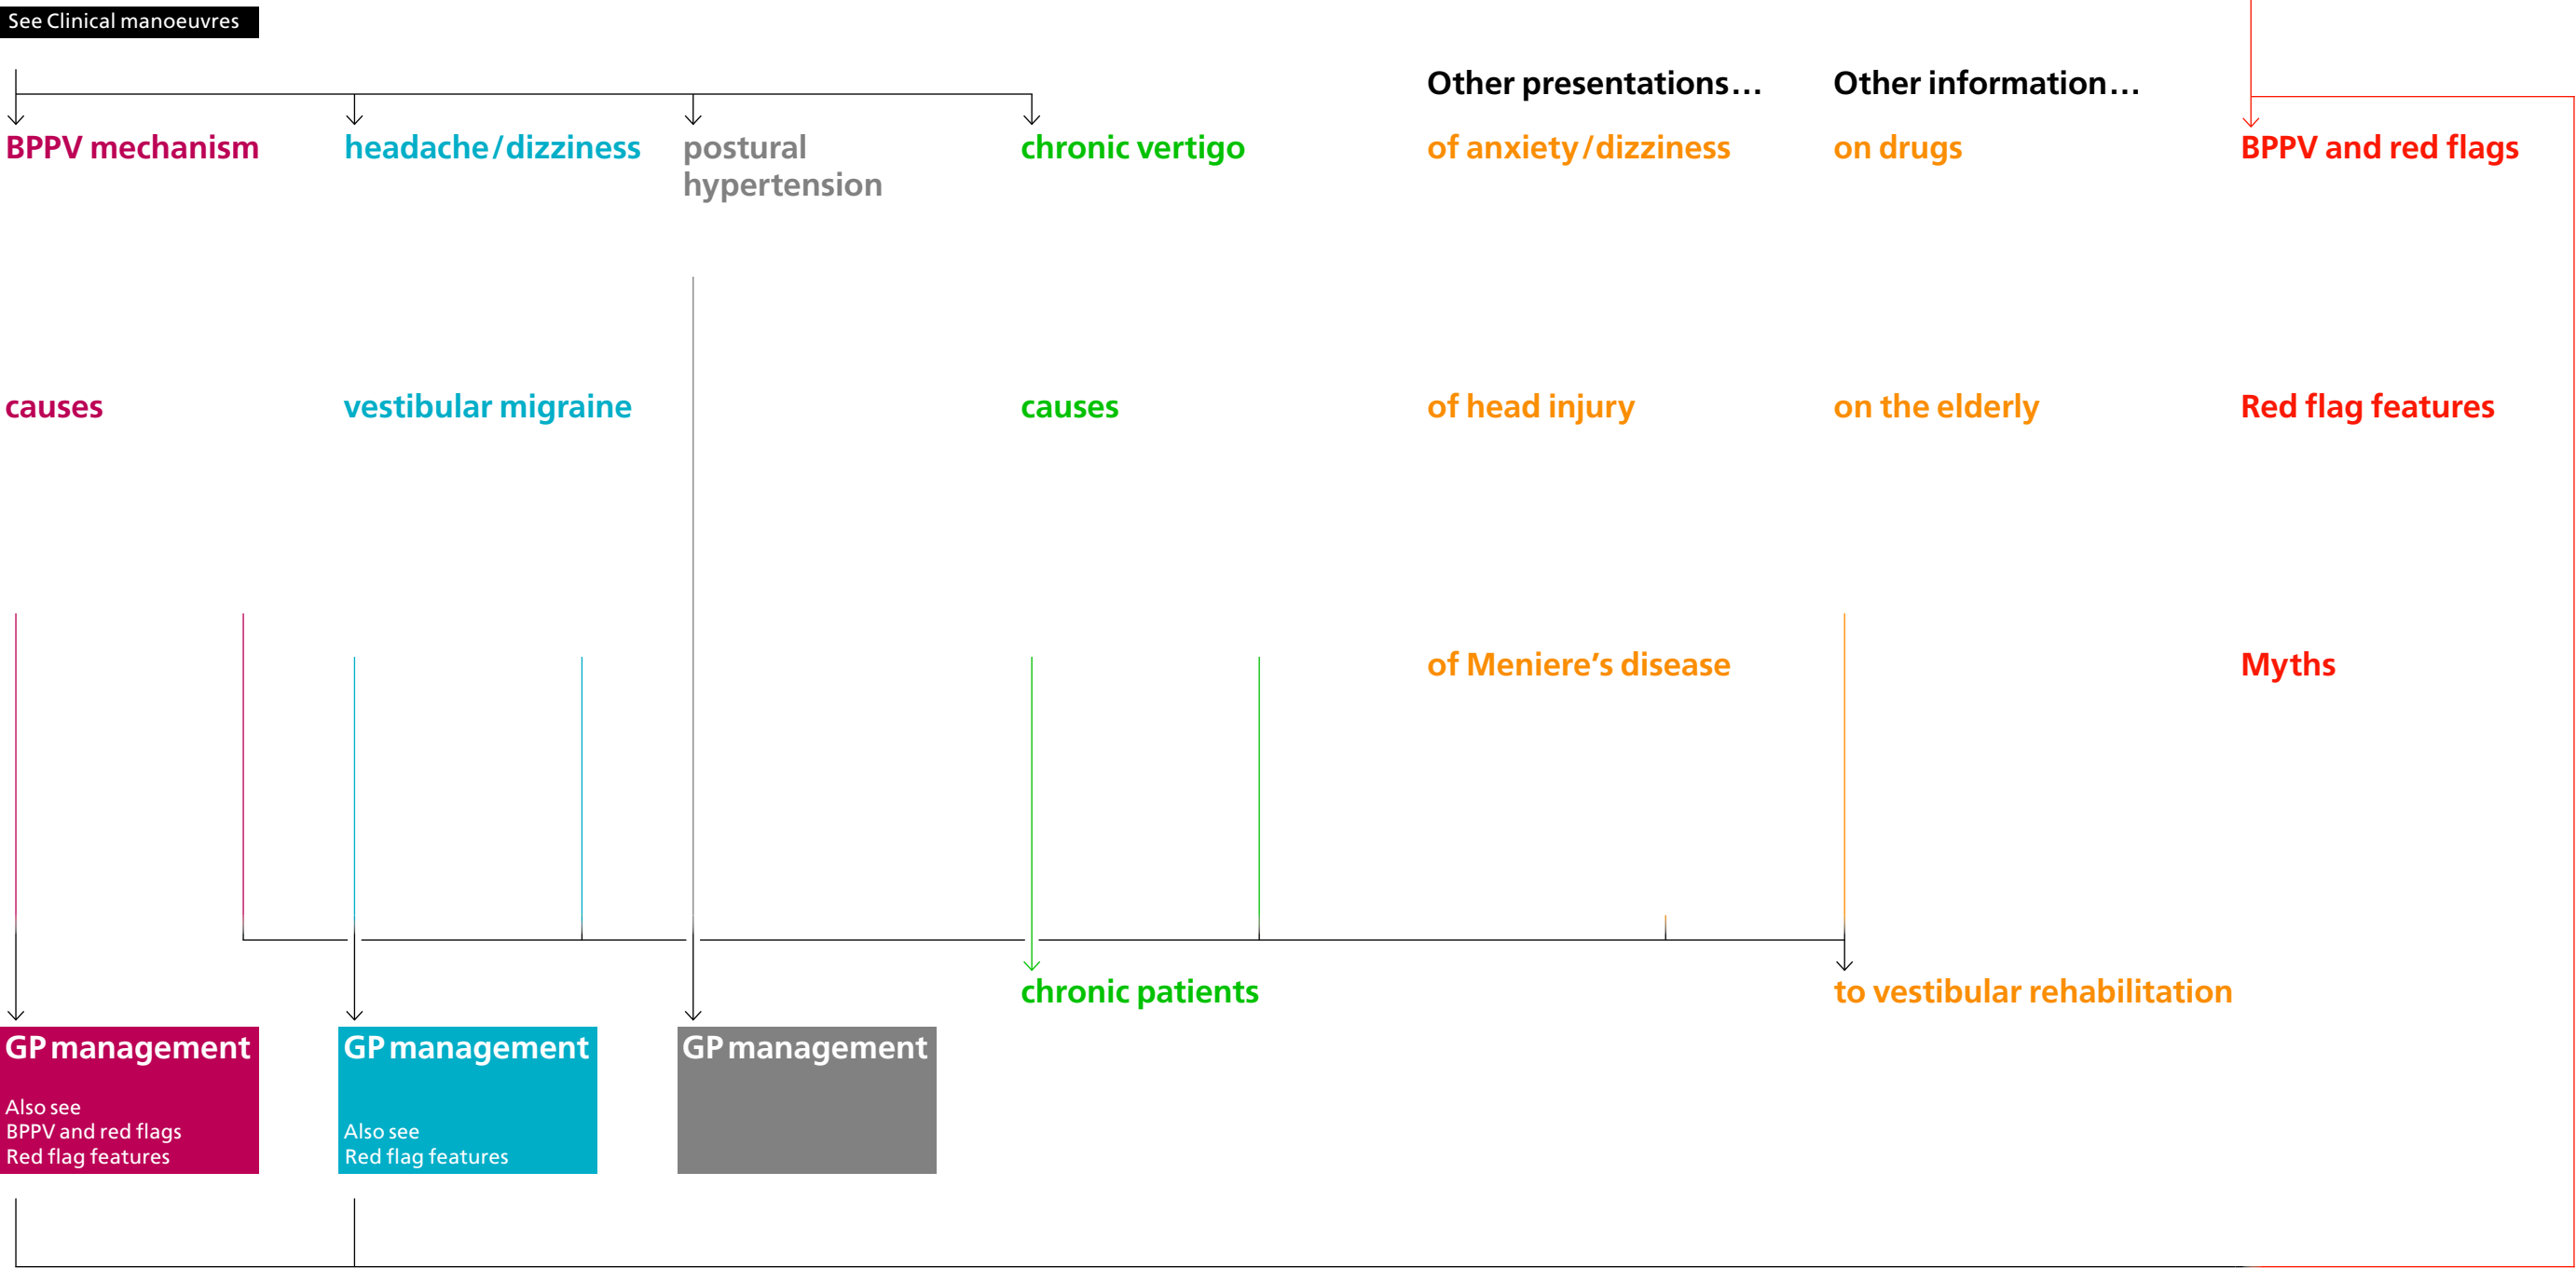 See Clinical manoeuvres
Other presentations...
Other information...
BPPV mechanism
headache/dizziness
postural
hypertension
chronic vertigo
of anxiety/dizziness
on drugs
BPPV and red flags
causes
vestibular migraine
causes
of head injury
on the elderly
Red flag features
of Meniere’s disease
Myths
chronic patients
to vestibular rehabilitation
GP management
Also see
BPPV and red flags
Red flag features
GP management
Also see
Red flag features
GP management